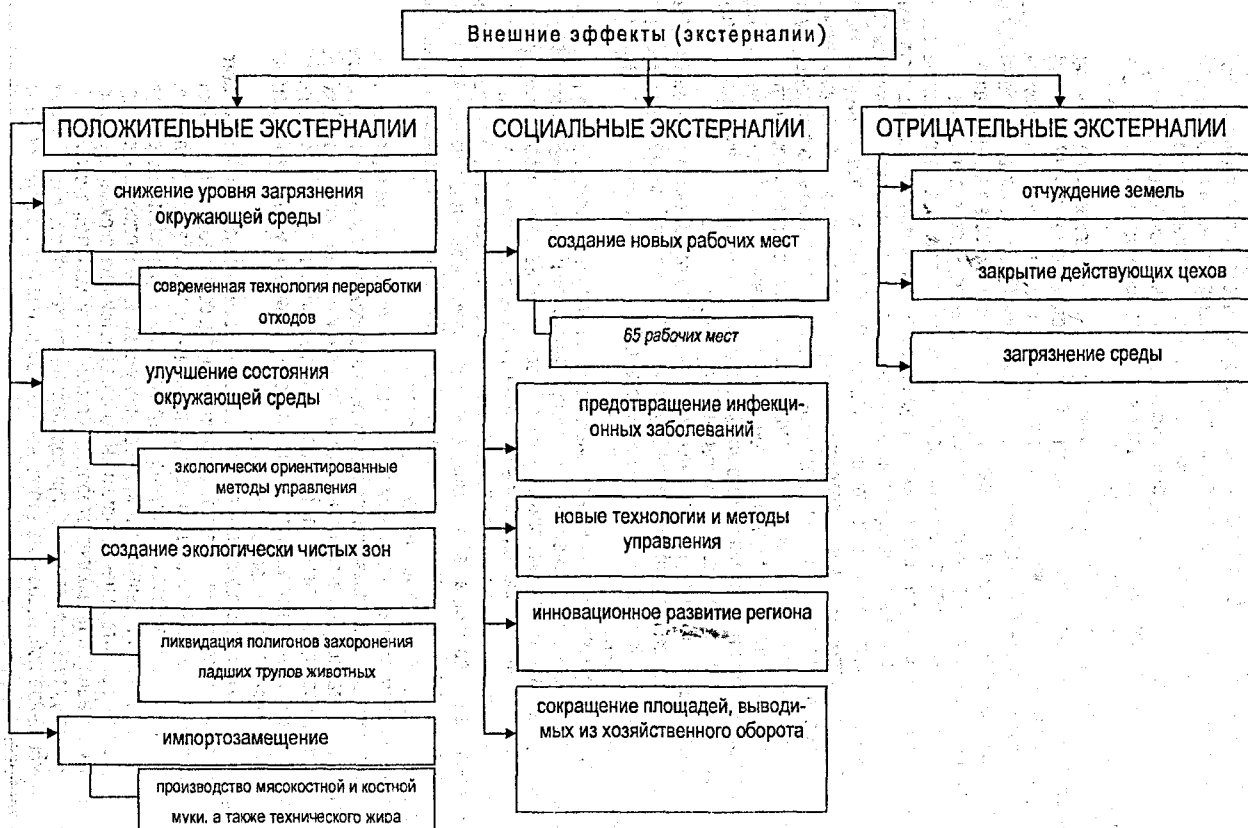 Внешние эффекты (экстерналии)
ПОЛОЖИТЕЛЬНЫЕ ЭКСТЕРНАЛИИ
снижение уровня загрязнения
окружающей среды
современная технология переработки
отходов
улучшение состояния
окружающей среды
экологически ориентированные
методы управления
создание экологически чистых зон
ликвидация полигонов захоронения
падших трупов животных
импортозамещение
производство мясокостной и костной
муки, а также технического жира
СОЦИАЛЬНЫЕ ЭКСТЕРНАЛИИ
создание новых рабочих мест
65 рабочих мест
предотвращение инфекци-
онных заболеваний
новые технологии и методы
управления
инновационное развитие региона
сокращение площадей, выводи-
мых из хозяйственного оборота
ОТРИЦАТЕЛЬНЫЕ ЭКСТЕРНАЛИИ
отчуждение земель
закрытие действующих цехов
загрязнение среды